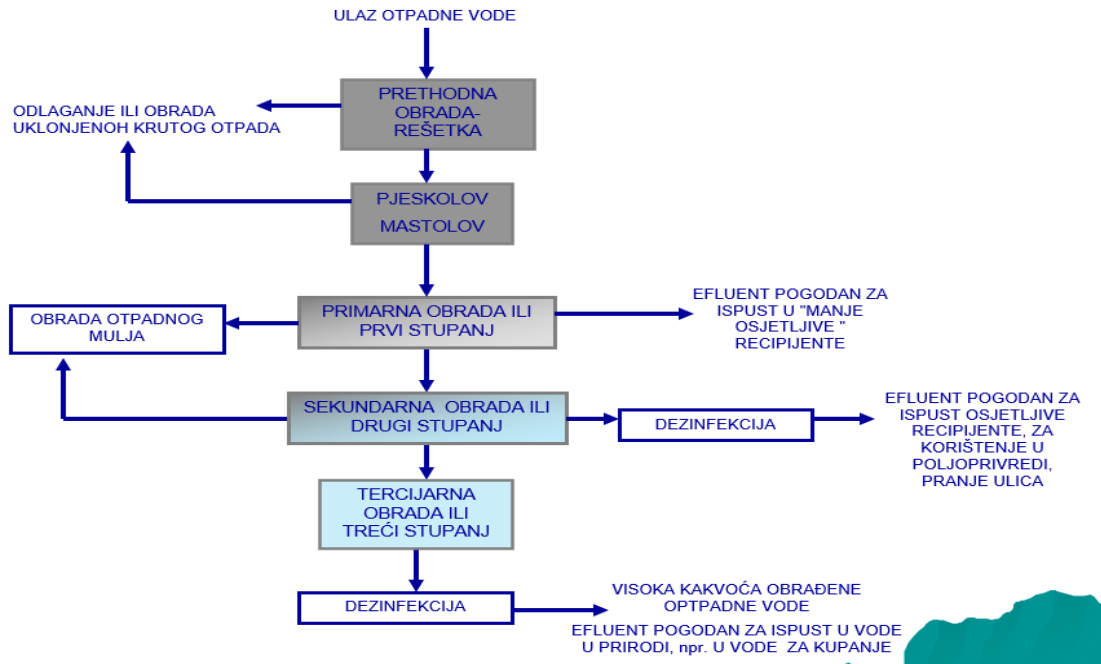 ULAZ OTPADNE VODE
PRETHODNA
OBRADA-
REŠETKA
ODLAGANJE ILI OBRADA
UKLONJENOH KRUTOG OTPADA
PJESKOLOV
MASTOLOV
PRIMARNA OBRADA ILI
PRVI STUPANJ
OBRADA OTPADNOG
MULJA
EFLUENT POGODAN ZA
ISPUST U "MANJE
OSJETLJIVE "
RECIPIJENTE
SEKUNDARNA OBRADA ILI
DRUGI STUPANJ
DEZINFEKCIJA
EFLUENT POGODAN ZA
ISPUST OSJETLJIVE
RECIPIJENTE, ZA
KORIŠTENJE U
POLJOPRIVREDI,
PRANJE ULICA
TERCIJARNA
OBRADA ILI
TREĆI STUPANJ
DEZINFEKCIJA
VISOKA KAKVOĆA OBRAĐENE
OPTPADNE VODE
EFLUENT POGODAN ZA ISPUST U VODE
U PRIRODI, npr. U VODE ZA KUPANJE